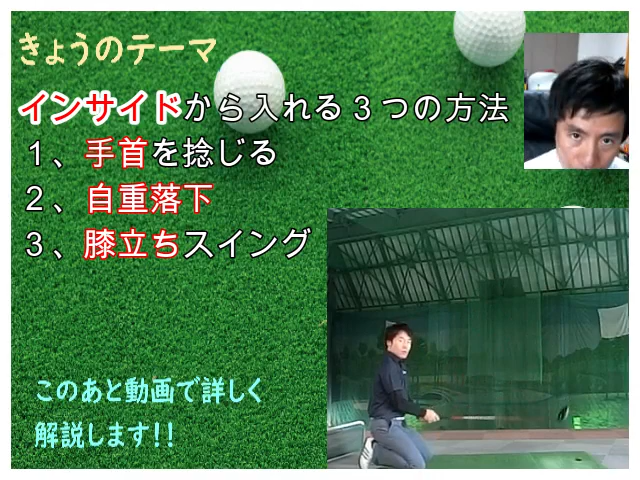 きょうのテーマ
インサイドから入れる３つの方法
１、手首を捻じる
２、自重落下
３、膝立ちスイング
このあと動画で詳しく
解説します!!